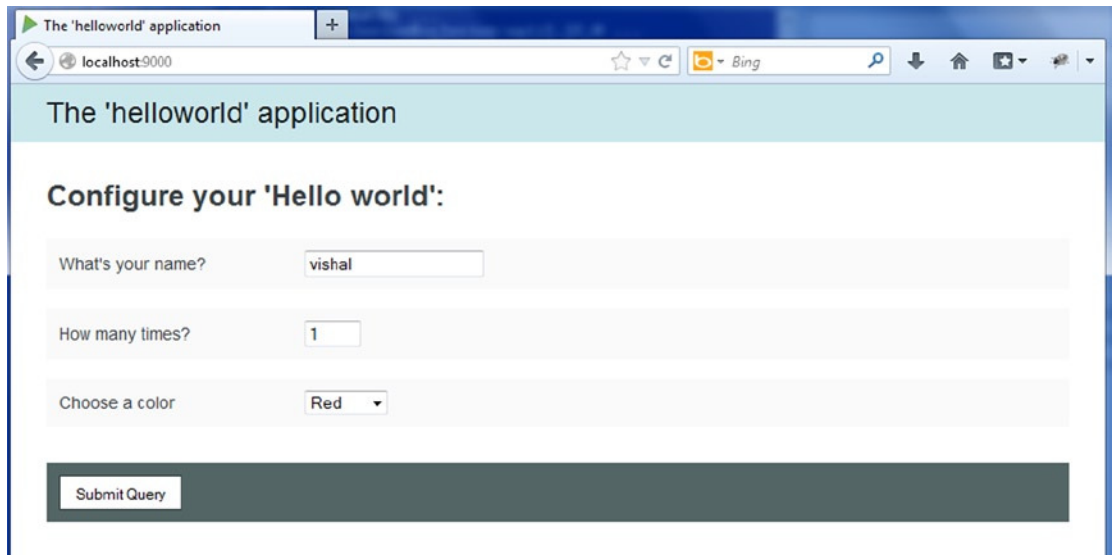 The 'helloworld' application
+
localhost:9000
Bing
The 'helloworld' application
Configure your 'Hello world':
What's your name?
vishal
How many times?
1
Choose a color
Red
Submit Query